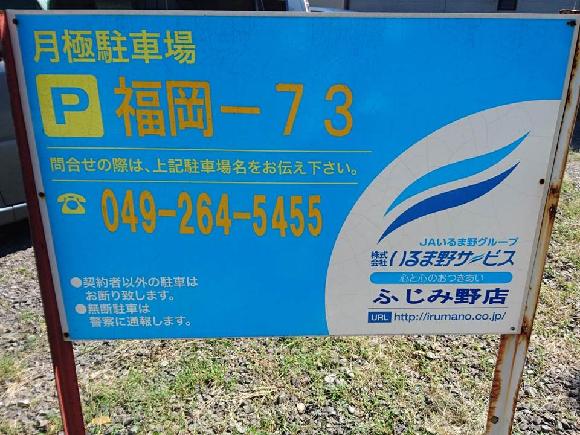 月極駐車場
P 福岡-73
問合せの際は、上記駐車場名をお伝え下さい。
☎ 049-264-5455
●契約者以外の駐車は
お断り致します。
●無断駐車は
警察に通報します。
JAいるま野グループ
株式会社 いるま野サービス
心と心のおつきあい
ふじみ野店
URL http://irumano.co.jp/